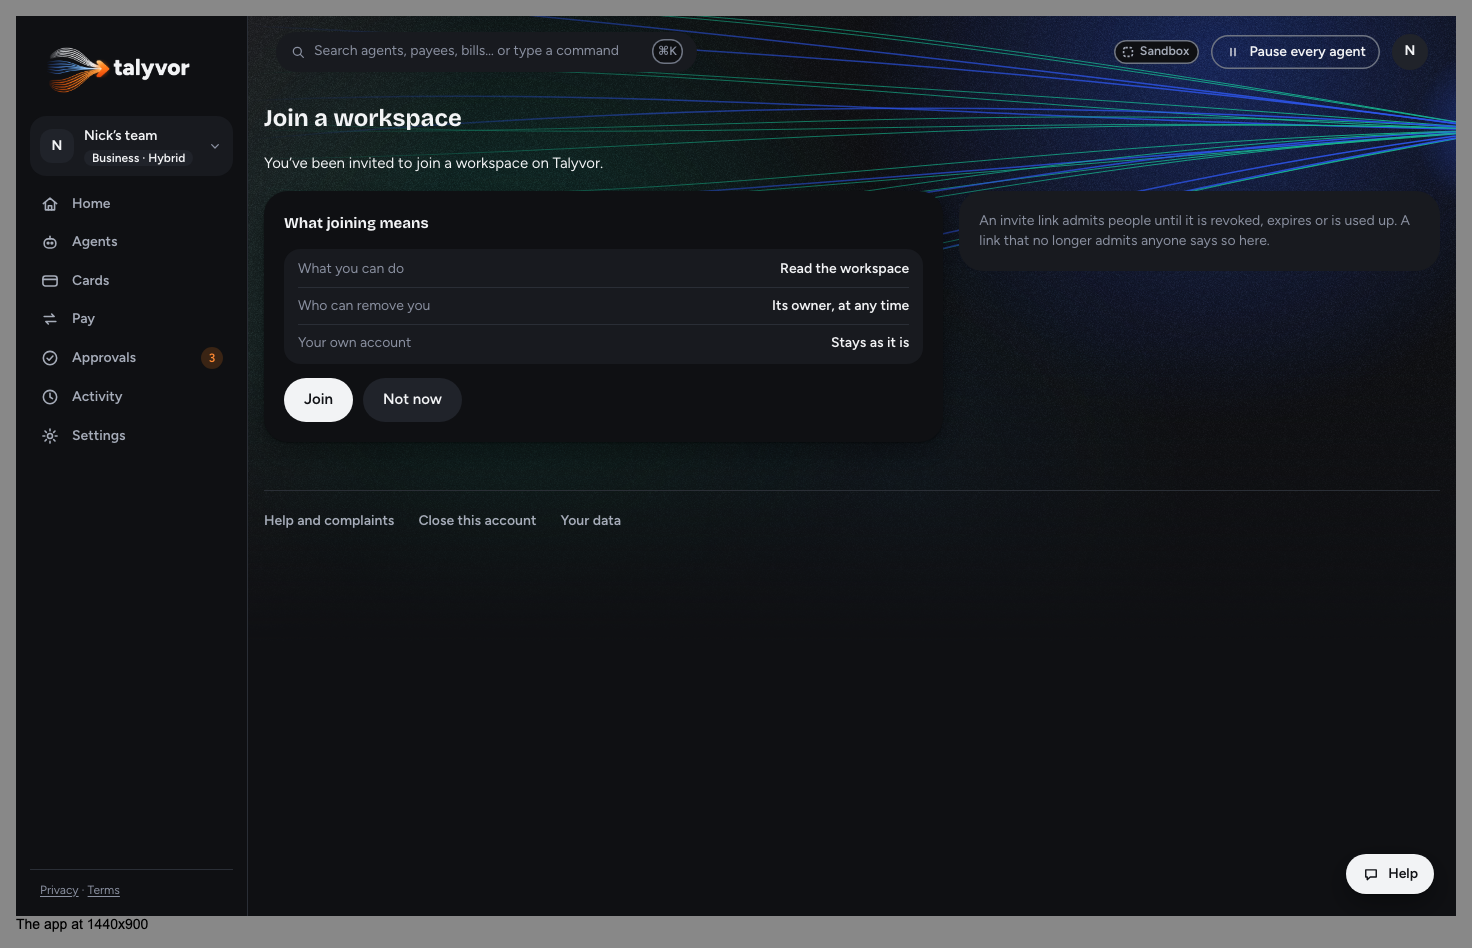 talyvor
Search agents, payees, bills... or type a command
⌘K
Sandbox
Pause every agent
N
N
Nick's team
Business · Hybrid
Home
Agents
Cards
Pay
Approvals
3
Activity
Settings
Privacy · Terms
Join a workspace
You've been invited to join a workspace on Talyvor.
What joining means
What you can do
Read the workspace
Who can remove you
Its owner, at any time
Your own account
Stays as it is
Join
Not now
An invite link admits people until it is revoked, expires or is used up. A
link that no longer admits anyone says so here.
Help and complaints
Close this account
Your data
Help
The app at 1440x900